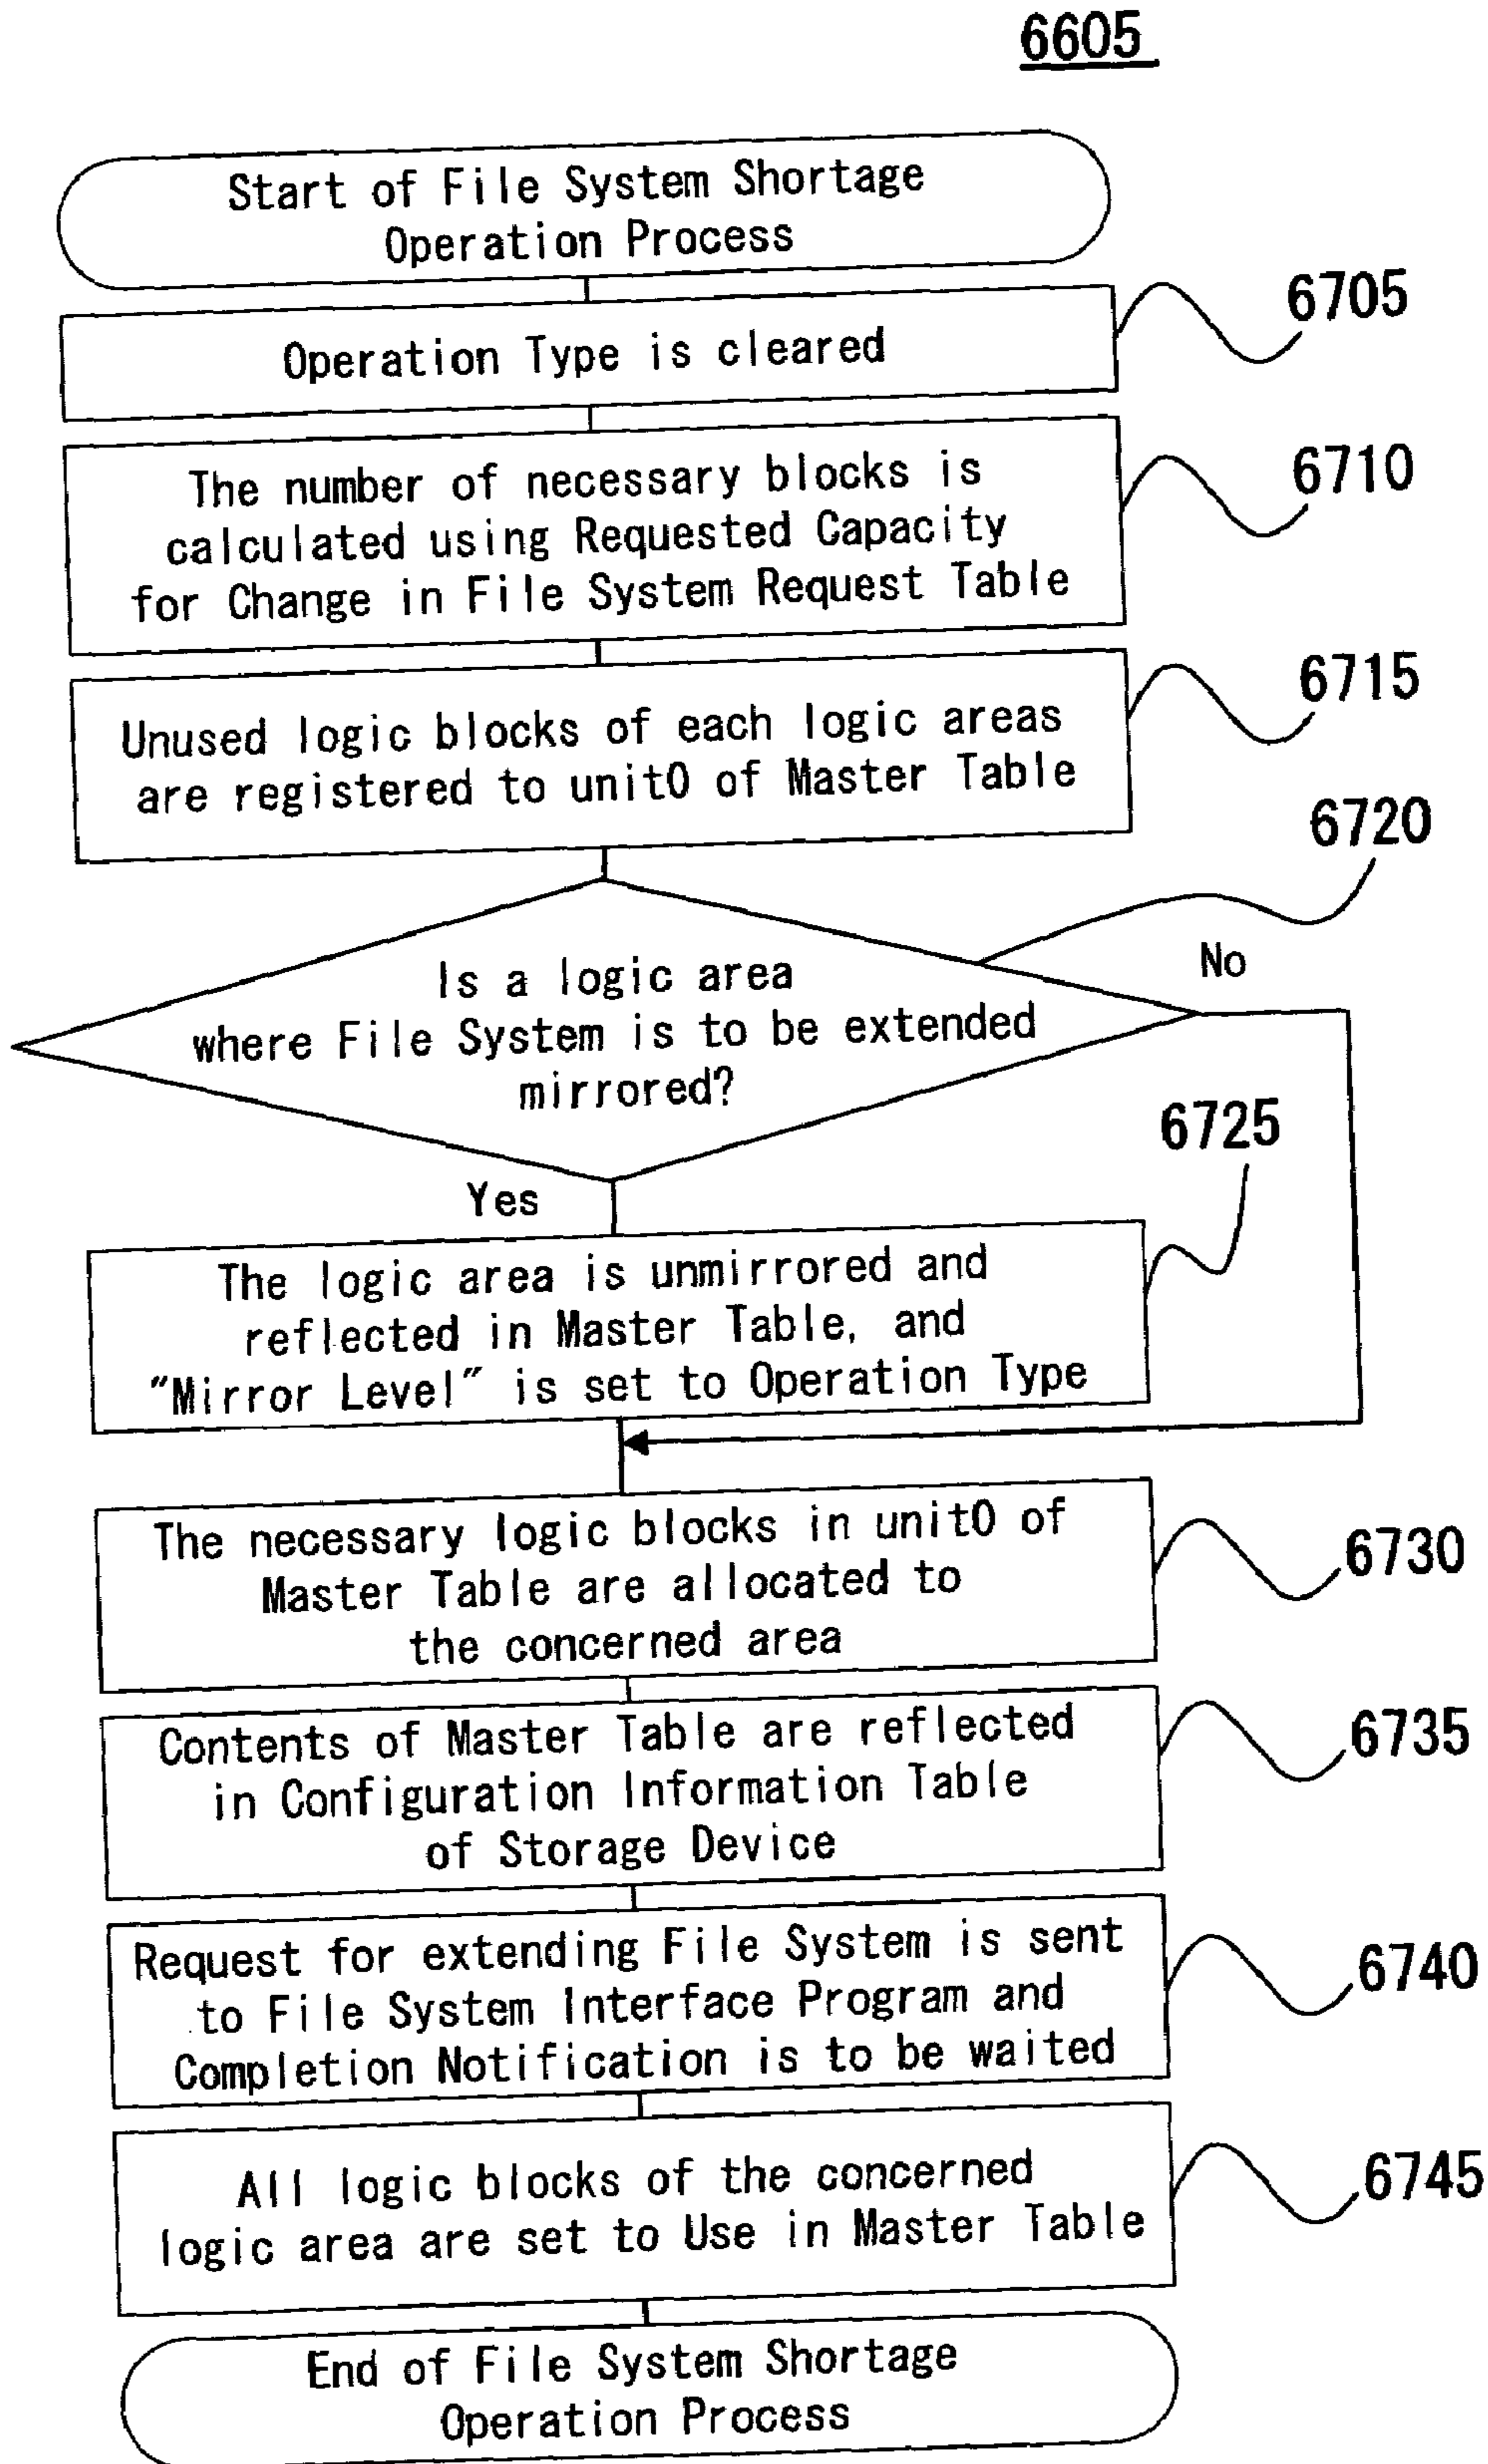 6605
Start of File System Shortage
Operation Process
6705
Operation Type is cleared
6710
The number of necessary blocks is
calculated using Requested Capacity
for Change in File System Request Table
6715
Unused logic blocks of each logic areas
are registered to unit0 of Master Table
6720
No
Is a logic area
where File System is to be extended
mirrored?
6725
Yes
The logic area is unmirrored and
reflected in Master Table, and
"Mirror Level" is set to Operation Type
6730
The necessary logic blocks in unit0 of
Master Table are allocated to
the concerned area
6735
Contents of Master Table are reflected
in Configuration Information Table
of Storage Device
6740
Request for extending File System is sent
to File System Interface Program and
Completion Notification is to be waited
6745
All logic blocks of the concerned
logic area are set to Use in Master Table
End of File System Shortage
Operation Process